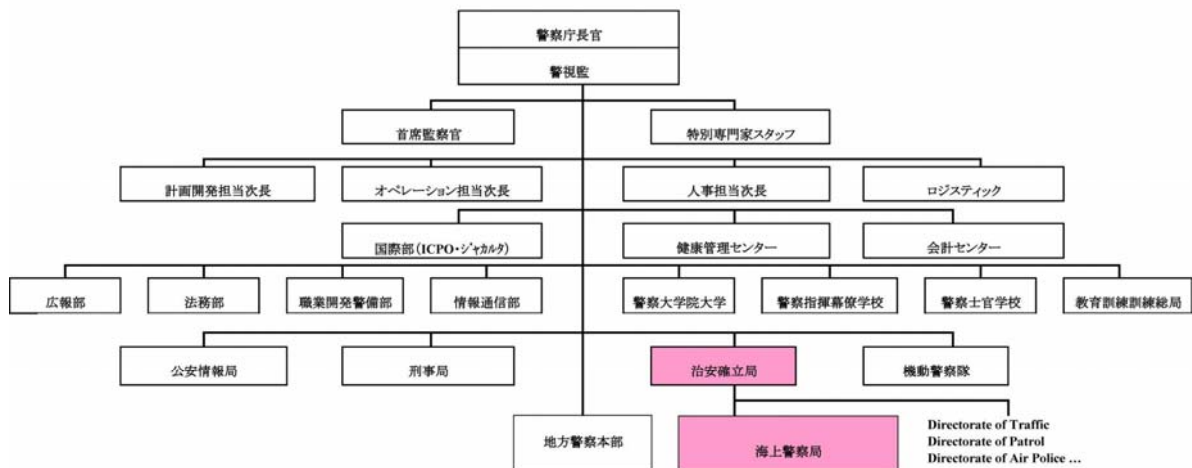 警察庁長官
警視監
首席監察官
特別専門家スタッフ
計画開発担当次長
オペレーション担当次長
人事担当次長
ロジスティック
国際部(ICPO・ジャカルタ)
健康管理センター
会計センター
広報部
法務部
職業開発警備部
情報通信部
警察大学院大学
警察指揮幕僚学校
警察士官学校
教育訓練訓練総局
公安情報局
刑事局
治安確立局
機動警察隊
地方警察本部
海上警察局
Directorate of Traffic
Directorate of Patrol
Directorate of Air Police ...